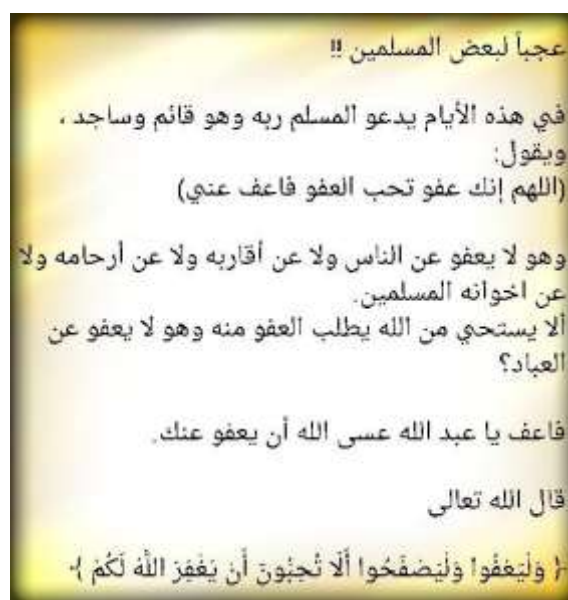 عجباً لبعض المسلمين !!
في هذه الأيام يدعو المسلم ربه وهو قائم وساجد ،
ويقول:
(اللهم إنك عفو تحب العفو فاعف عني)
وهو لا يعفو عن الناس ولا عن أقاربه ولا عن أرحامه ولا
عن اخوانه المسلمين.
ألا يستحي من الله يطلب العفو منه وهو لا يعفو عن
العباد؟
فاعف يا عبد الله عسى الله أن يعفو عنك.
قال الله تعالى
{ وَلْيَعْفُوا وَلْيَصْفَحُوا أَلَا تُحِبُّونَ أَنْ يَغْفِرَ اللَّهُ لَكُمْ }-